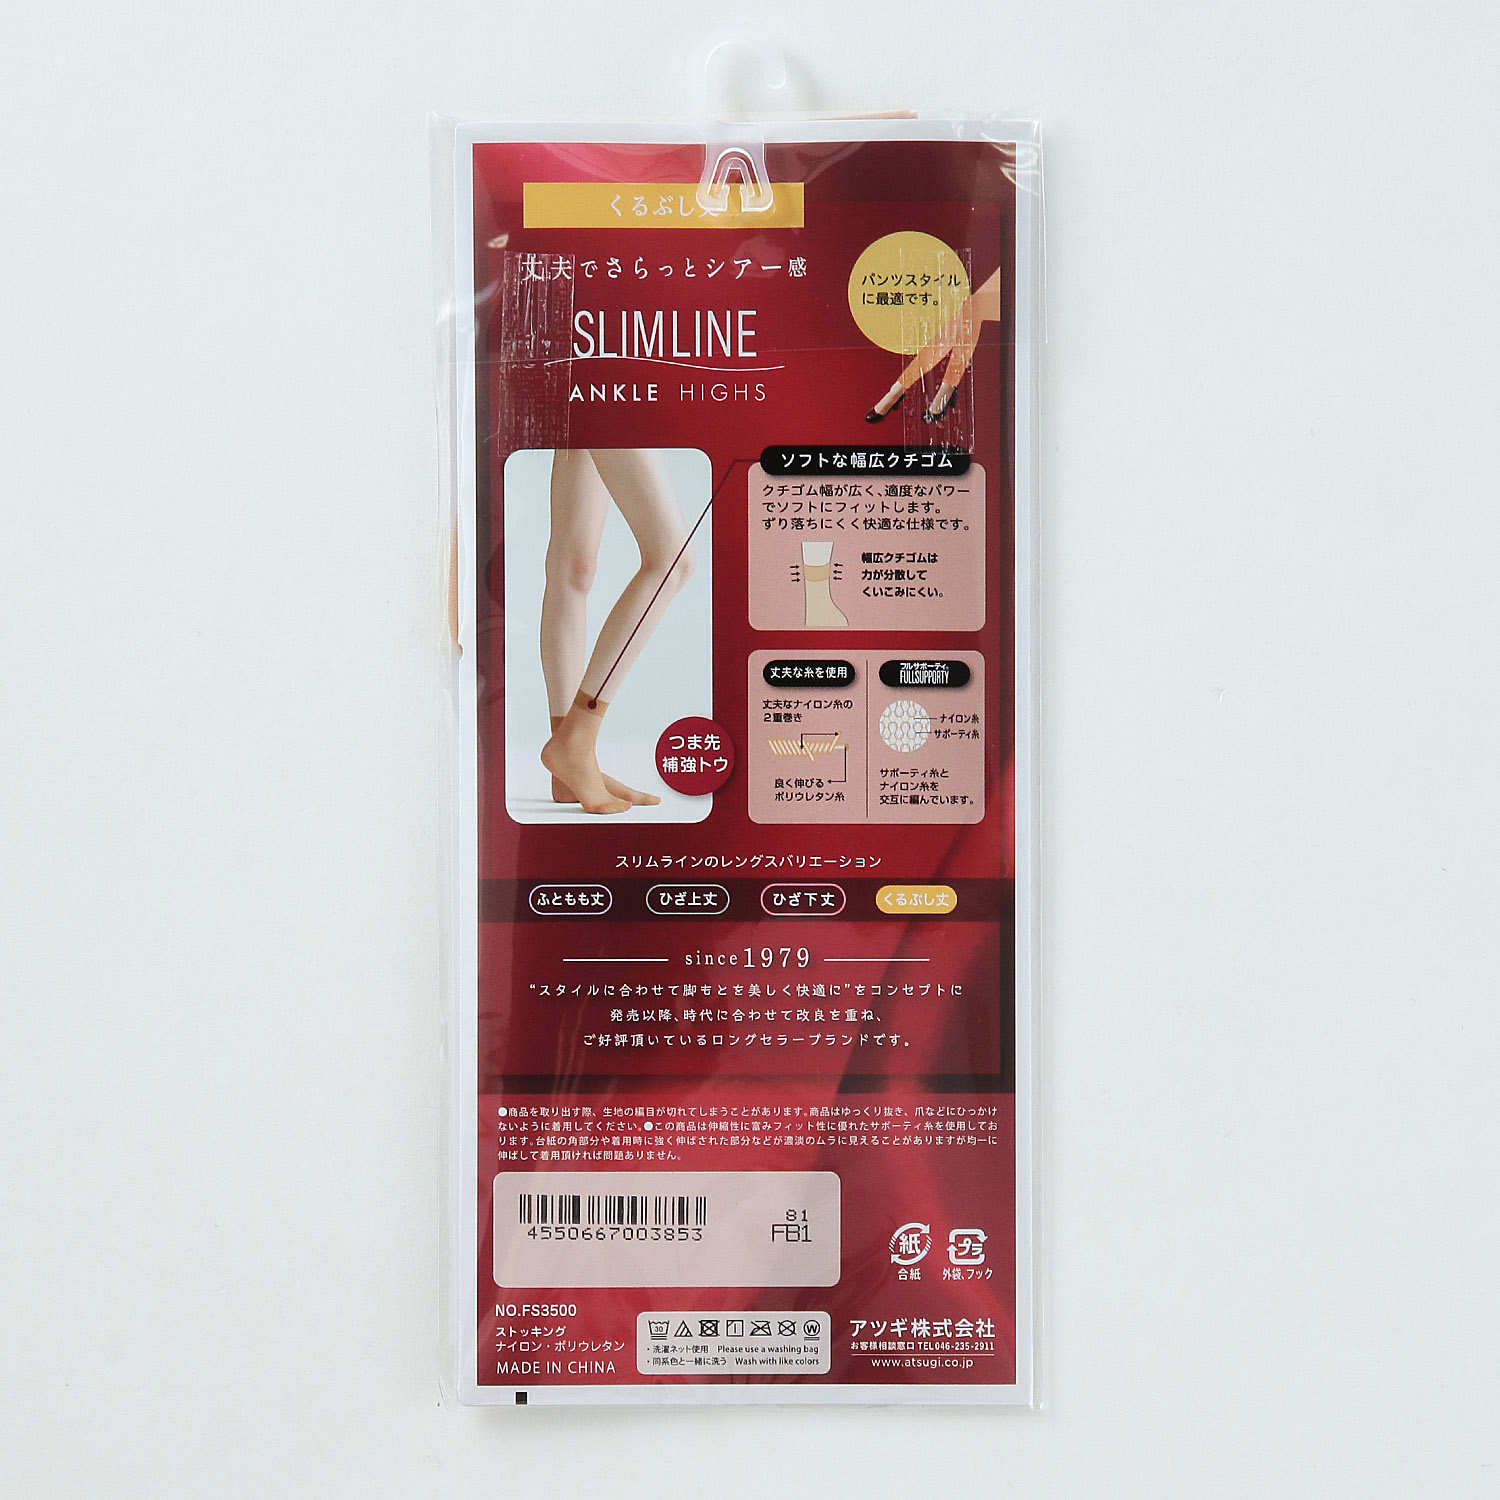 くるぶし丈
丈夫でさらっとシアー感
パンツスタイル
に最適です。
SLIMLINE
ANKLE HIGHS
ソフトな幅広クチゴム
クチゴム幅が広く、適度なパワー
でソフトにフィットします。
ずり落ちにくく快適な仕様です。
幅広クチゴムは
力が分散して
くいこみにくい。
つま先
補強トウ
丈夫な糸を使用
丈夫なナイロン糸の
2重巻き
良く伸びる
ポリウレタン糸
フルサポーティ
FULLSUPPORTY
ナイロン糸
サポーティ糸
サポーティ糸と
ナイロン糸を
交互に編んでいます。
スリムラインのレングスバリエーション
ふともも丈 ひざ上丈 ひざ下丈 くるぶし丈
since1979
“スタイルに合わせて脚もとを美しく快適に”をコンセプトに
発売以降、時代に合わせて改良を重ね、
ご好評頂いているロングセラーブランドです。
●商品を取り出す際、生地の編目が切れてしまうことがあります。商品はゆっくり抜き、爪などにひっかけ
ないように着用してください。●この商品は伸縮性に富みフィット性に優れたサポーティ糸を使用してお
ります。台紙の角部分や着用時に強く伸ばされた部分などが濃淡のムラに見えることがありますが均一に
伸ばして着用頂ければ問題ありません。
4550667003853
81
FB1
紙
合紙
プラ
外袋、フック
NO.FS3500
ストッキング
ナイロン・ポリウレタン
MADE IN CHINA
30
W
・洗濯ネット使用 Please use a washing bag
・同系色と一緒に洗う Wash with like colors
アツギ株式会社
お客様相談窓口 TEL046-235-2911
www.atsugi.co.jp